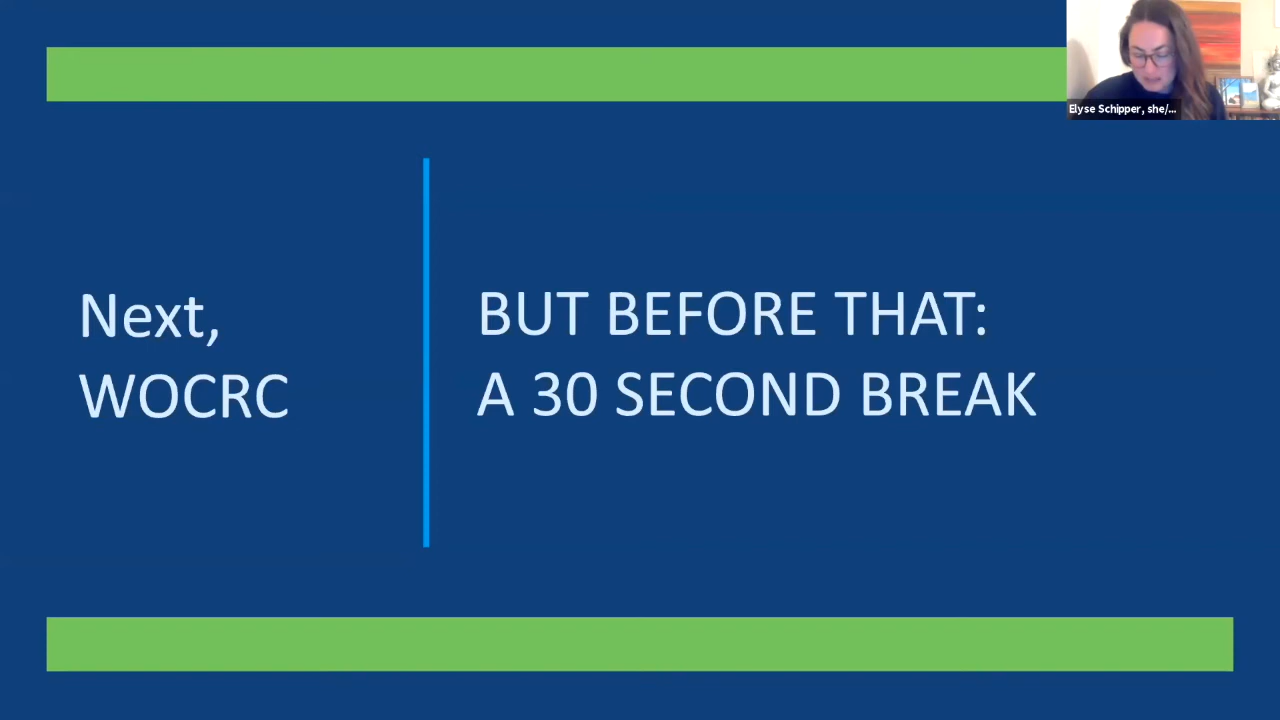 Elyse Schipper, she/...
Next,
WOCRC
BUT BEFORE THAT:
A 30 SECOND BREAK